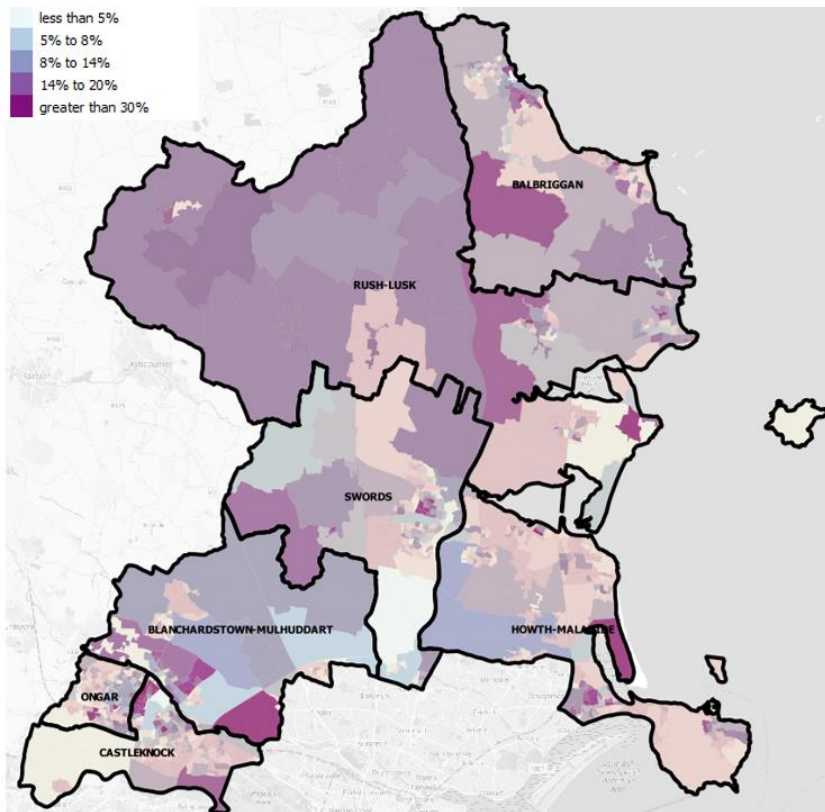 less than 5%
5% to 8%
8% to 14%
14% to 20%
greater than 30%
BALBRIGGAN
RUSH-LUSK
SWORDS
BLANCHARDSTOWN-MULHUDDART
HOWTH-MALAHIDE
ONGAR
CASTLEKNOCK